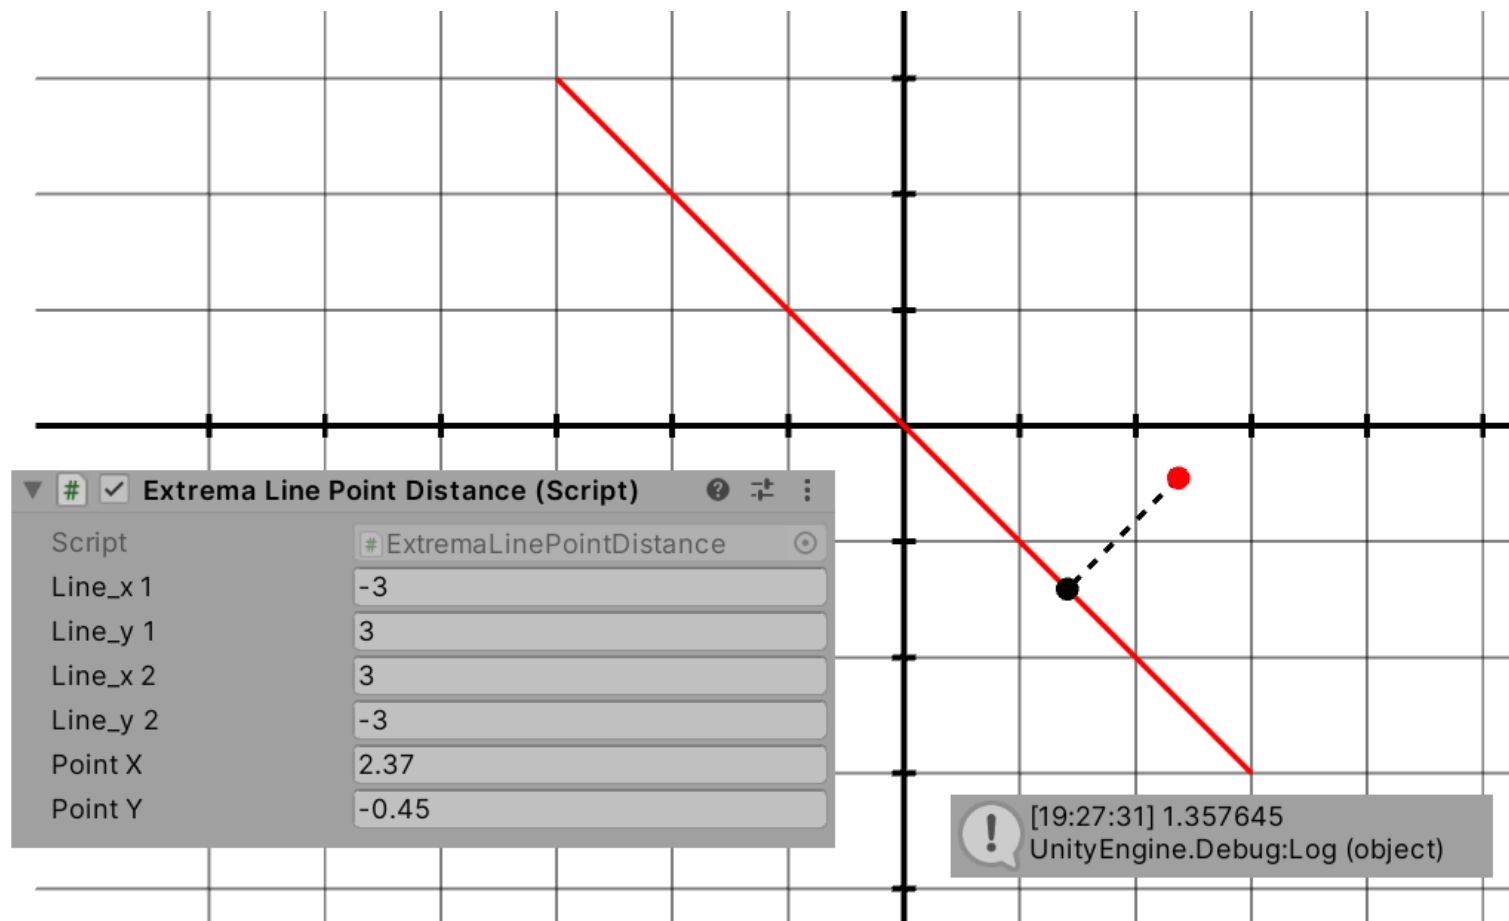 # Extrema Line Point Distance (Script)
Script # ExtremaLinePointDistance
Line_x 1 -3
Line_y 1 3
Line_x 2 3
Line_y 2 -3
Point X 2.37
Point Y -0.45
[19:27:31] 1.357645
UnityEngine.Debug:Log (object)